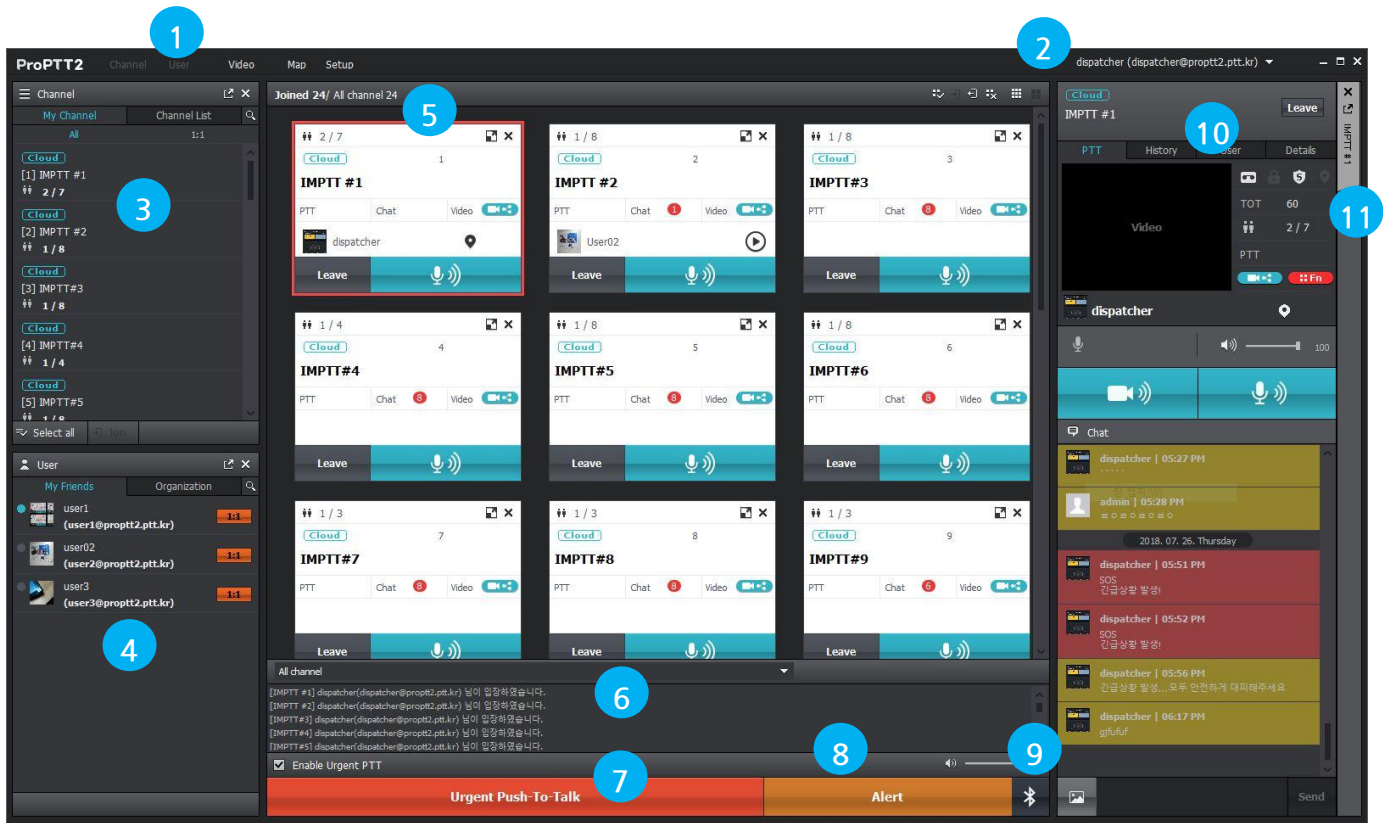 1
2
ProPTT2 Channel User Video Map Setup dispatcher (dispatcher@proptt2.ptt.kr)
Channel
My Channel Channel List
All 1:1
Cloud
[1] IMPTT #1
2 / 7
Cloud
[2] IMPTT #2
1 / 8
Cloud
[3] IMPTT#3
1 / 8
Cloud
[4] IMPTT#4
1 / 4
Cloud
[5] IMPTT#5
1 / 8
3
Select all Join
User
My Friends Organization
user1
(user1@proptt2.ptt.kr) 1:1
user02
(user2@proptt2.ptt.kr) 1:1
user3
(user3@proptt2.ptt.kr) 1:1
4
Joined 24/ All channel 24
5
2 / 7
Cloud 1
IMPTT #1
PTT Chat Video
dispatcher
Leave
1 / 8
Cloud 2
IMPTT #2
PTT Chat 1 Video
User02
Leave
1 / 8
Cloud 3
IMPTT#3
PTT Chat 8 Video
Leave
1 / 4
Cloud 4
IMPTT#4
PTT Chat 8 Video
Leave
1 / 8
Cloud 5
IMPTT#5
PTT Chat 8 Video
Leave
1 / 8
Cloud 6
IMPTT#6
PTT Chat 8 Video
Leave
1 / 3
Cloud 7
IMPTT#7
PTT Chat 8 Video
Leave
1 / 3
Cloud 8
IMPTT#8
PTT Chat 8 Video
Leave
1 / 3
Cloud 9
IMPTT#9
PTT Chat 6 Video
Leave
All channel
6
[IMPTT #1] dispatcher(dispatcher@proptt2.ptt.kr) 님이 입장하였습니다.
[IMPTT #2] dispatcher(dispatcher@proptt2.ptt.kr) 님이 입장하였습니다.
[IMPTT#3] dispatcher(dispatcher@proptt2.ptt.kr) 님이 입장하였습니다.
[IMPTT#4] dispatcher(dispatcher@proptt2.ptt.kr) 님이 입장하였습니다.
[IMPTT#5] dispatcher(dispatcher@proptt2.ptt.kr) 님이 입장하였습니다.
Enable Urgent PTT
7
8
9
Urgent Push-To-Talk Alert
Cloud
IMPTT #1 Leave
10
PTT History User Details
Video
TOT 60
2 / 7
PTT
Fn
dispatcher
100
IMPTT #1
11
Chat
dispatcher | 05:27 PM
.....
admin | 05:28 PM
ㅎㅇㅎㅇㅎㅇㅎㅇ
2018. 07. 26. Thursday
dispatcher | 05:51 PM
SOS
긴급상황 발생!
dispatcher | 05:52 PM
SOS
긴급상황 발생!
dispatcher | 05:56 PM
긴급상황 발생...모두 안전하게 대피해주세요
dispatcher | 06:17 PM
gjfufuf
Send